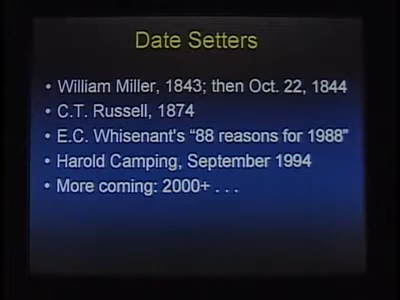 Date Setters
• William Miller, 1843; then Oct. 22, 1844
• C.T. Russell, 1874
• E.C. Whisenant's “88 reasons for 1988”
• Harold Camping, September 1994
• More coming: 2000+ . . .